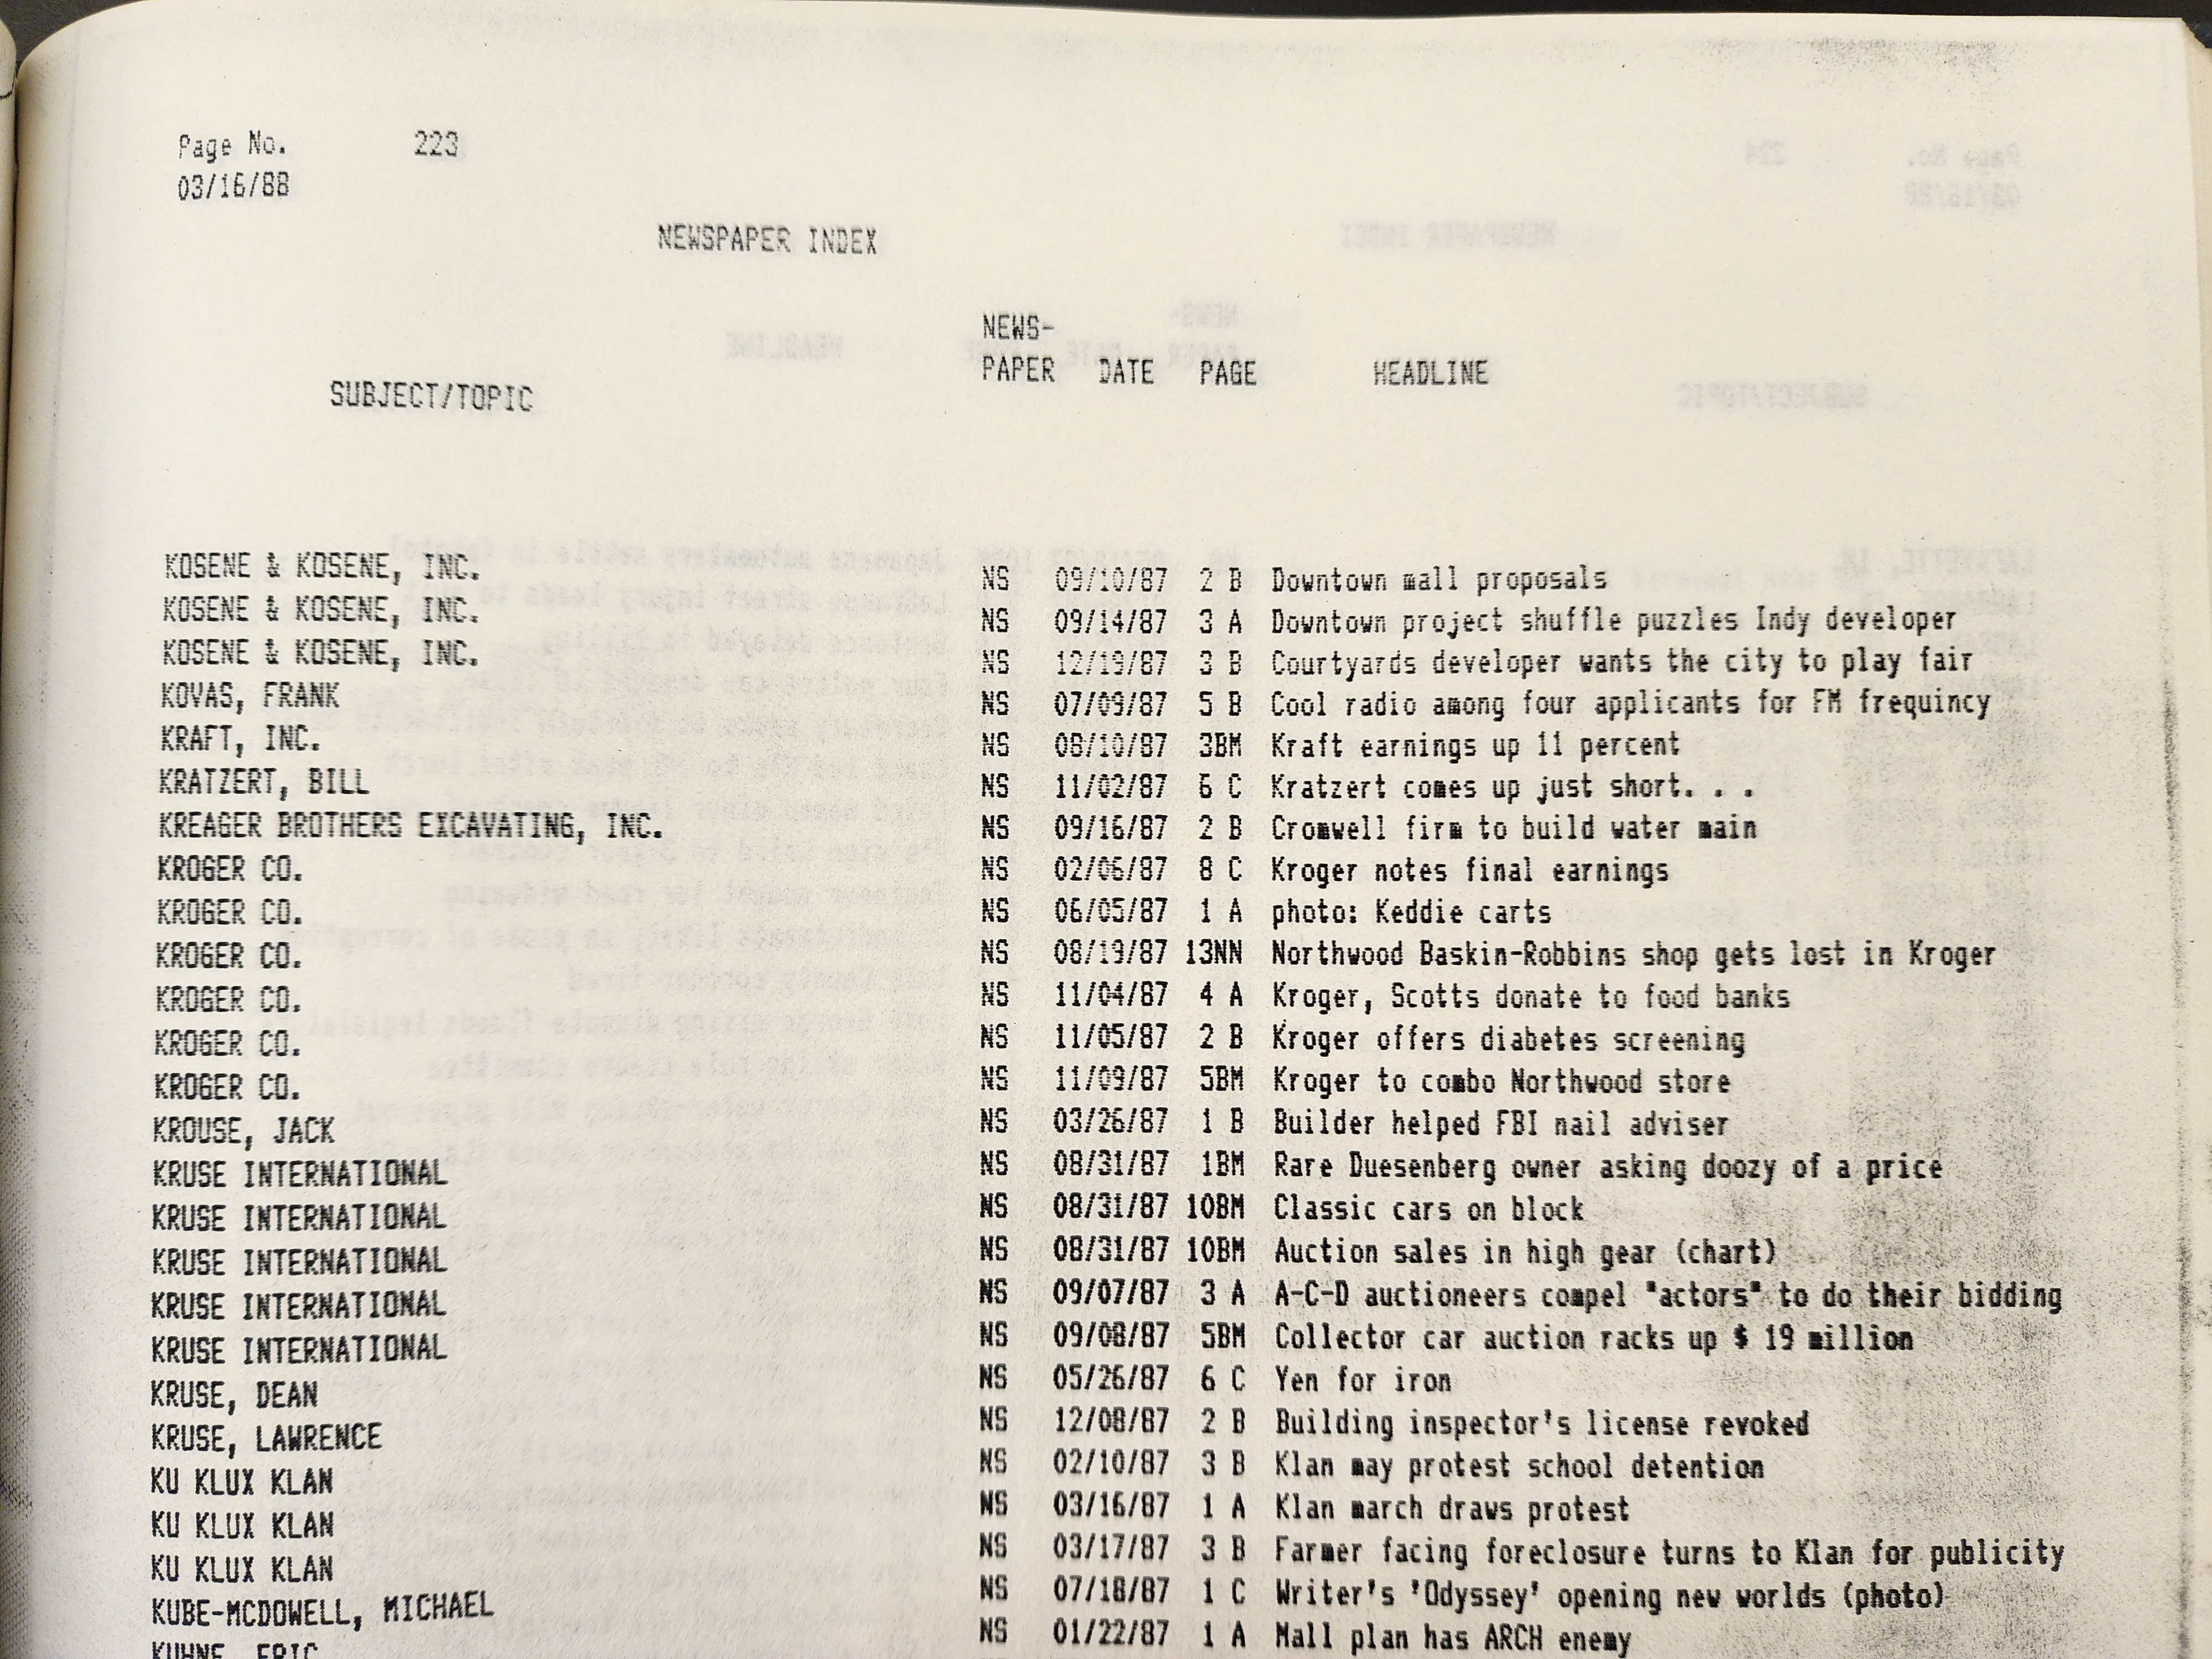 Page No. 223
03/16/88
NEWSPAPER INDEX
NEWS-
PAPER DATE PAGE HEADLINE
SUBJECT/TOPIC
KOSENE & KOSENE, INC. NS 09/10/87 2 B Downtown mall proposals
KOSENE & KOSENE, INC. NS 09/14/87 3 A Downtown project shuffle puzzles Indy developer
KOSENE & KOSENE, INC. NS 12/19/87 3 B Courtyards developer wants the city to play fair
KOVAS, FRANK NS 07/09/87 5 B Cool radio among four applicants for FM frequincy
KRAFT, INC. NS 08/10/87 3BM Kraft earnings up 11 percent
KRATZERT, BILL NS 11/02/87 6 C Kratzert comes up just short. . .
KREAGER BROTHERS EXCAVATING, INC. NS 09/16/87 2 B Cromwell firm to build water main
KROGER CO. NS 02/06/87 8 C Kroger notes final earnings
KROGER CO. NS 06/05/87 1 A photo: Keddie carts
KROGER CO. NS 08/19/87 13NN Northwood Baskin-Robbins shop gets lost in Kroger
KROGER CO. NS 11/04/87 4 A Kroger, Scotts donate to food banks
KROGER CO. NS 11/05/87 2 B Kroger offers diabetes screening
KROGER CO. NS 11/09/87 5BM Kroger to combo Northwood store
KROUSE, JACK NS 03/26/87 1 B Builder helped FBI nail adviser
KRUSE INTERNATIONAL NS 08/31/87 1BM Rare Duesenberg owner asking doozy of a price
KRUSE INTERNATIONAL NS 08/31/87 10BM Classic cars on block
KRUSE INTERNATIONAL NS 08/31/87 10BM Auction sales in high gear (chart)
KRUSE INTERNATIONAL NS 09/07/87 3 A A-C-D auctioneers compel "actors" to do their bidding
KRUSE INTERNATIONAL NS 09/08/87 5BM Collector car auction racks up $ 19 million
KRUSE, DEAN NS 05/26/87 6 C Yen for iron
KRUSE, LAWRENCE NS 12/08/87 2 B Building inspector's license revoked
KU KLUX KLAN NS 02/10/87 3 B Klan may protest school detention
KU KLUX KLAN NS 03/16/87 1 A Klan march draws protest
KU KLUX KLAN NS 03/17/87 3 B Farmer facing foreclosure turns to Klan for publicity
KUBE-MCDOWELL, MICHAEL NS 07/18/87 1 C Writer's 'Odyssey' opening new worlds (photo)
KUHNE, ERIC NS 01/22/87 1 A Mall plan has ARCH enemy